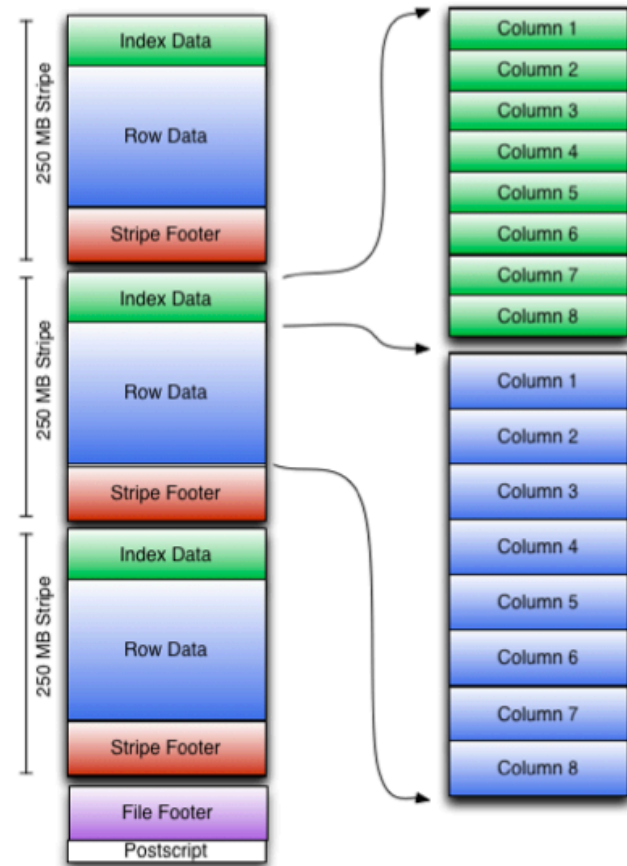 250 MB Stripe
Index Data
Row Data
Stripe Footer
250 MB Stripe
Index Data
Row Data
Stripe Footer
250 MB Stripe
Index Data
Row Data
Stripe Footer
File Footer
Postscript
Column 1
Column 2
Column 3
Column 4
Column 5
Column 6
Column 7
Column 8
Column 1
Column 2
Column 3
Column 4
Column 5
Column 6
Column 7
Column 8